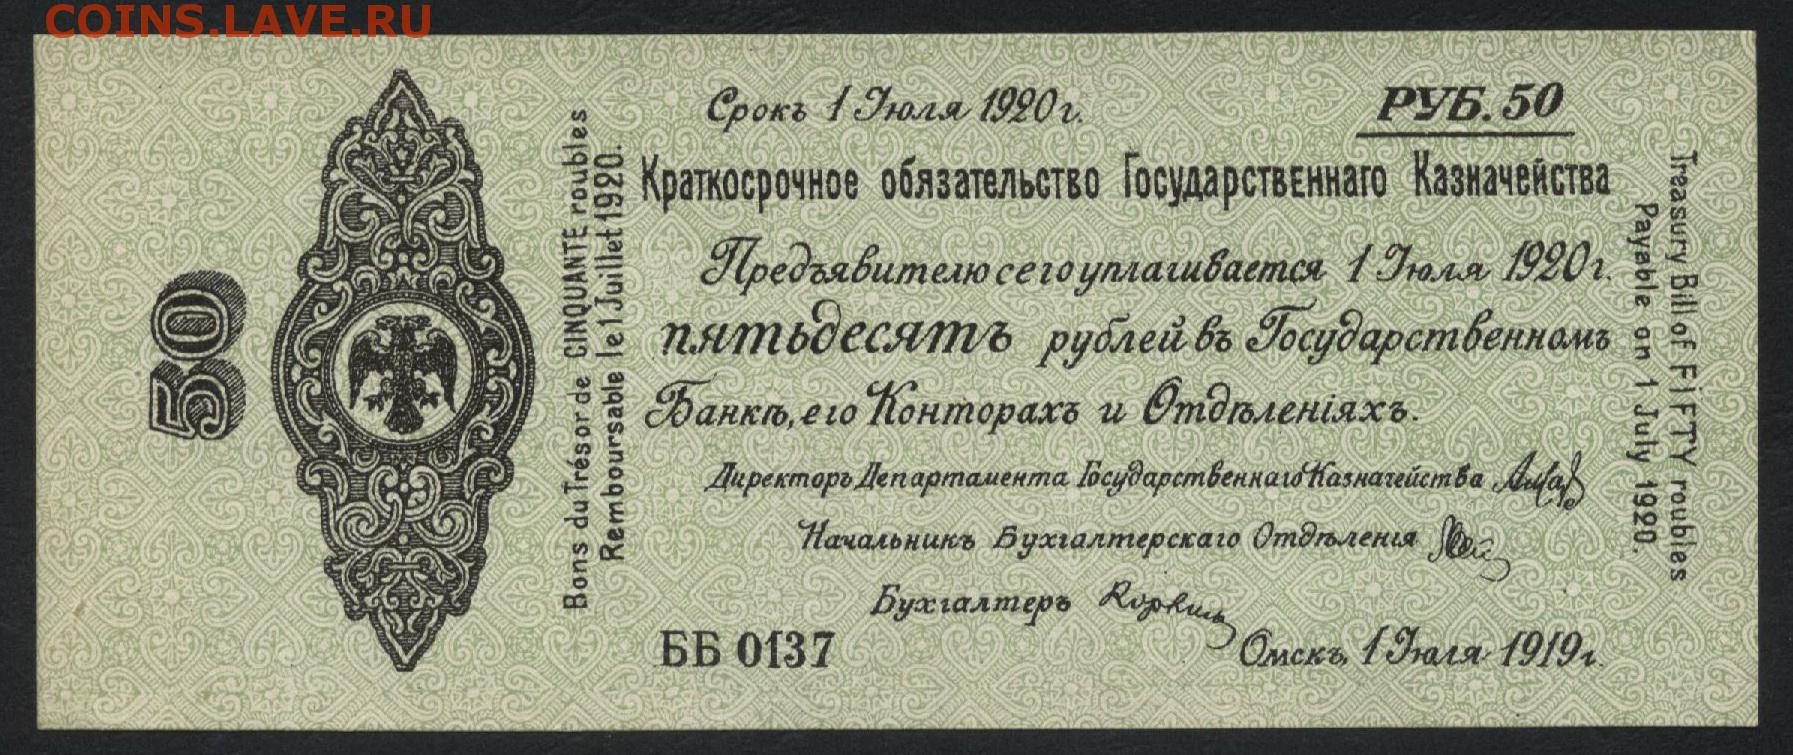 COINS.LAVE.RU
Срокъ 1 Іюля 1920 г.
РУБ. 50
Краткосрочное обязательство Государственнаго Казначейства
Предъявителю сего уплачивается 1 Іюля 1920 г.
пятьдесятъ рублей въ Государственномъ
Банкѣ, его Конторахъ и Отдѣленіяхъ.
Директоръ Департамента Государственнаго Казначейства
Начальникъ Бухгалтерскаго Отдѣленія
Бухгалтеръ
ББ 0137
Омскъ, 1 Іюля 1919 г.
50
Bons du Trésor de CINQUANTE roubles
Remboursable le 1 Juillet 1920.
Treasury Bill of FIFTY roubles
Payable on 1 July 1920.